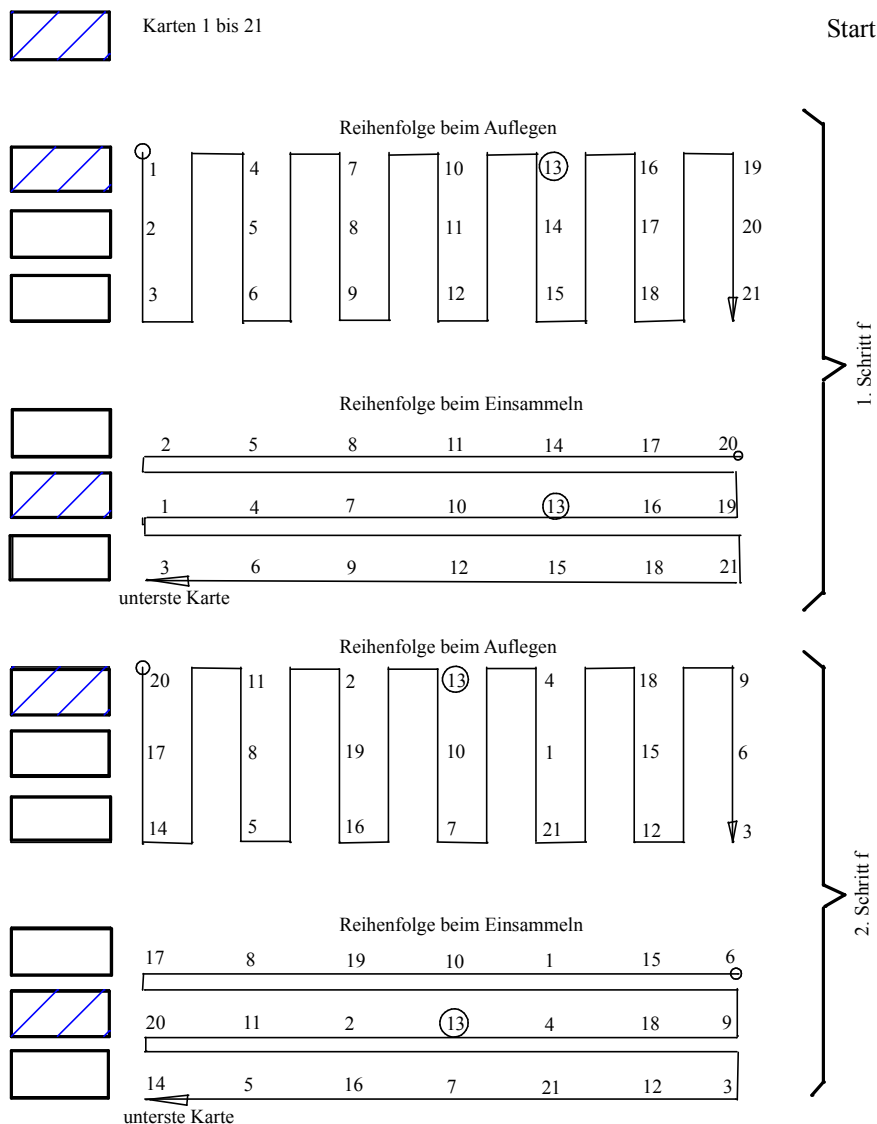 Karten 1 bis 21
Start
Reihenfolge beim Auflegen
1 4 7 10 13 16 19
2 5 8 11 14 17 20
3 6 9 12 15 18 21
Reihenfolge beim Einsammeln
2 5 8 11 14 17 20
1 4 7 10 13 16 19
3 6 9 12 15 18 21
unterste Karte
1. Schritt f
Reihenfolge beim Auflegen
20 11 2 13 4 18 9
17 8 19 10 1 15 6
14 5 16 7 21 12 3
Reihenfolge beim Einsammeln
17 8 19 10 1 15 6
20 11 2 13 4 18 9
14 5 16 7 21 12 3
unterste Karte
2. Schritt f